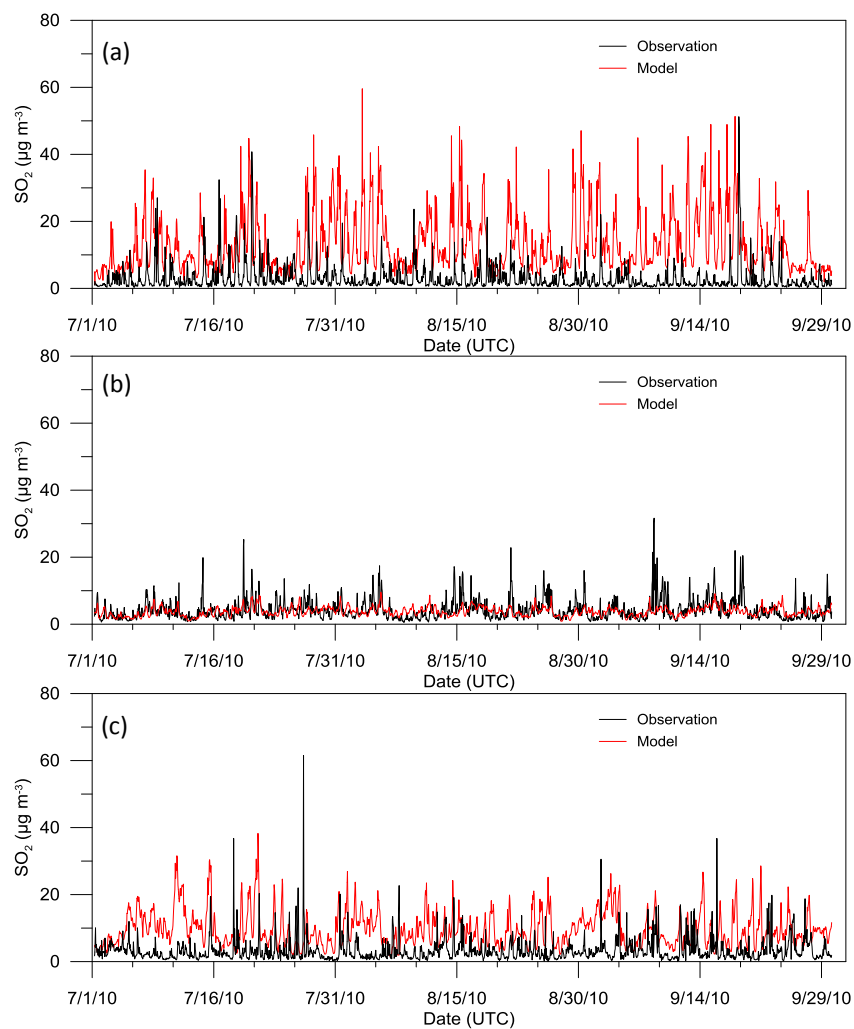 80
(a)
Observation
Model
60
40
20
0
SO₂ (µg m⁻³)
7/1/10 7/16/10 7/31/10 8/15/10 8/30/10 9/14/10 9/29/10
Date (UTC)
80
(b)
Observation
Model
60
40
20
0
SO₂ (µg m⁻³)
7/1/10 7/16/10 7/31/10 8/15/10 8/30/10 9/14/10 9/29/10
Date (UTC)
80
(c)
Observation
Model
60
40
20
0
SO₂ (µg m⁻³)
7/1/10 7/16/10 7/31/10 8/15/10 8/30/10 9/14/10 9/29/10
Date (UTC)